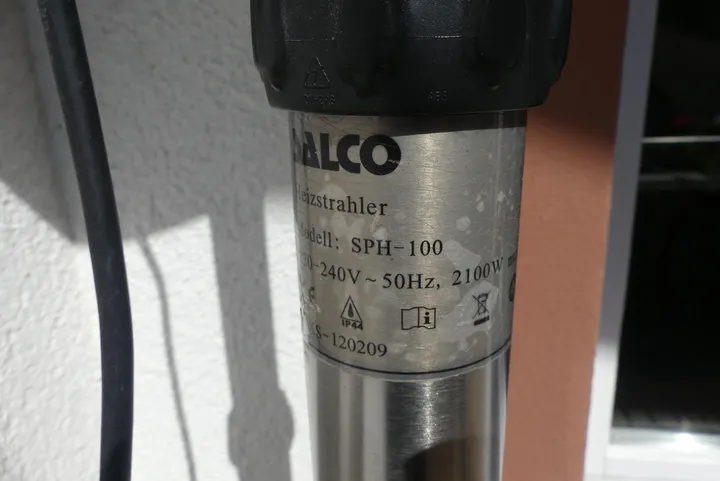 ALCO
eizstrahler
odell: SPH-100
0-240V~50Hz, 2100W m
IP44
S-120209